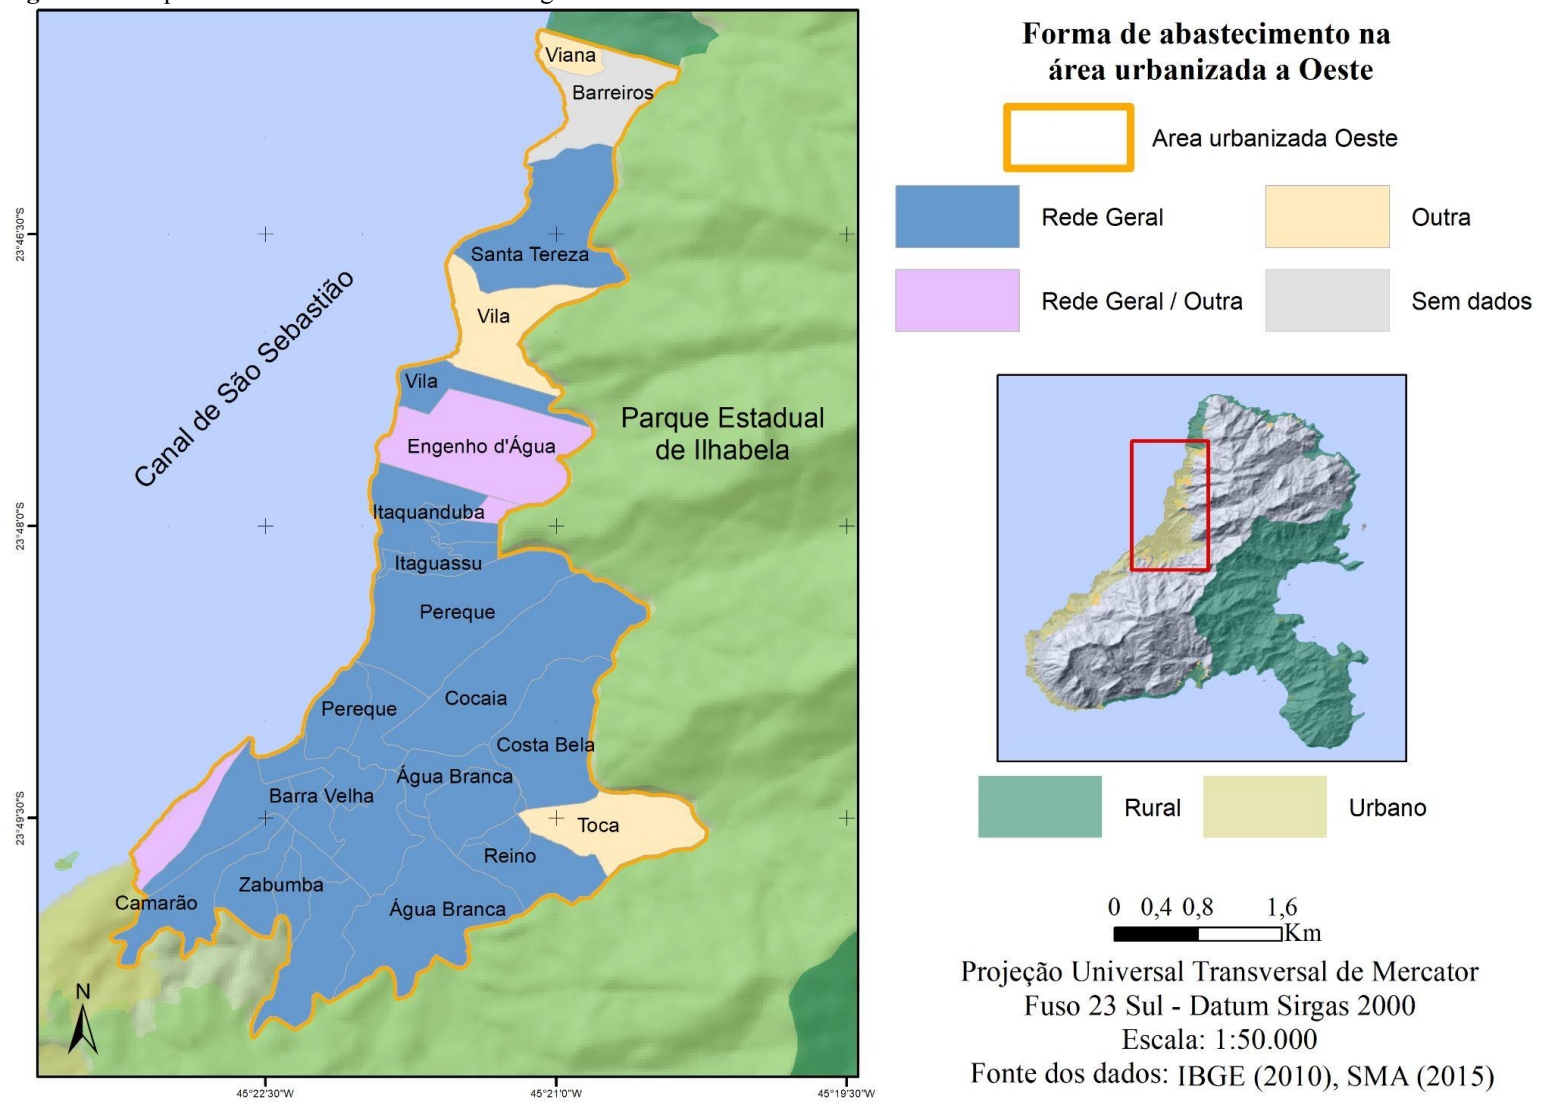 Viana
Barreiros
Santa Tereza
Vila
Vila
Engenho d'Água
Itaquanduba
Itaguassu
Pereque
Cocaia
Pereque
Costa Bela
Água Branca
Barra Velha
Toca
Reino
Zabumba
Camarão
Água Branca
Canal de São Sebastião
Parque Estadual
de Ilhabela
N
23°46'30"S
23°48'0"S
23°49'30"S
45°22'30"W
45°21'0"W
45°19'30"W
Forma de abastecimento na
área urbanizada a Oeste
Area urbanizada Oeste
Rede Geral
Outra
Rede Geral / Outra
Sem dados
Rural
Urbano
0 0,4 0,8 1,6
Km
Projeção Universal Transversal de Mercator
Fuso 23 Sul - Datum Sirgas 2000
Escala: 1:50.000
Fonte dos dados: IBGE (2010), SMA (2015)